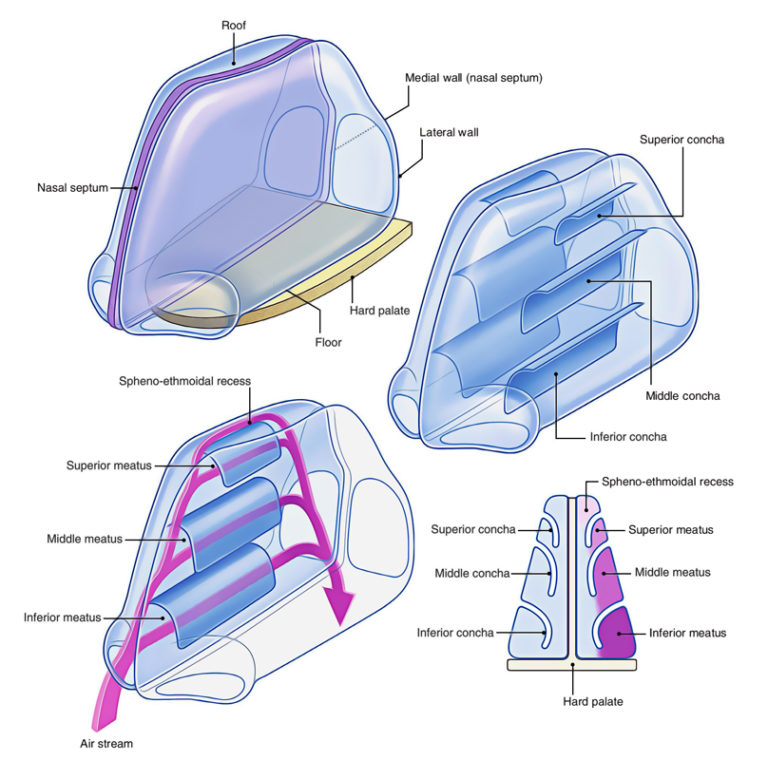 Roof
Medial wall (nasal septum)
Lateral wall
Nasal septum
Hard palate
Floor
Superior concha
Middle concha
Inferior concha
Spheno-ethmoidal recess
Superior meatus
Middle meatus
Inferior meatus
Air stream
Spheno-ethmoidal recess
Superior concha
Superior meatus
Middle concha
Middle meatus
Inferior concha
Inferior meatus
Hard palate